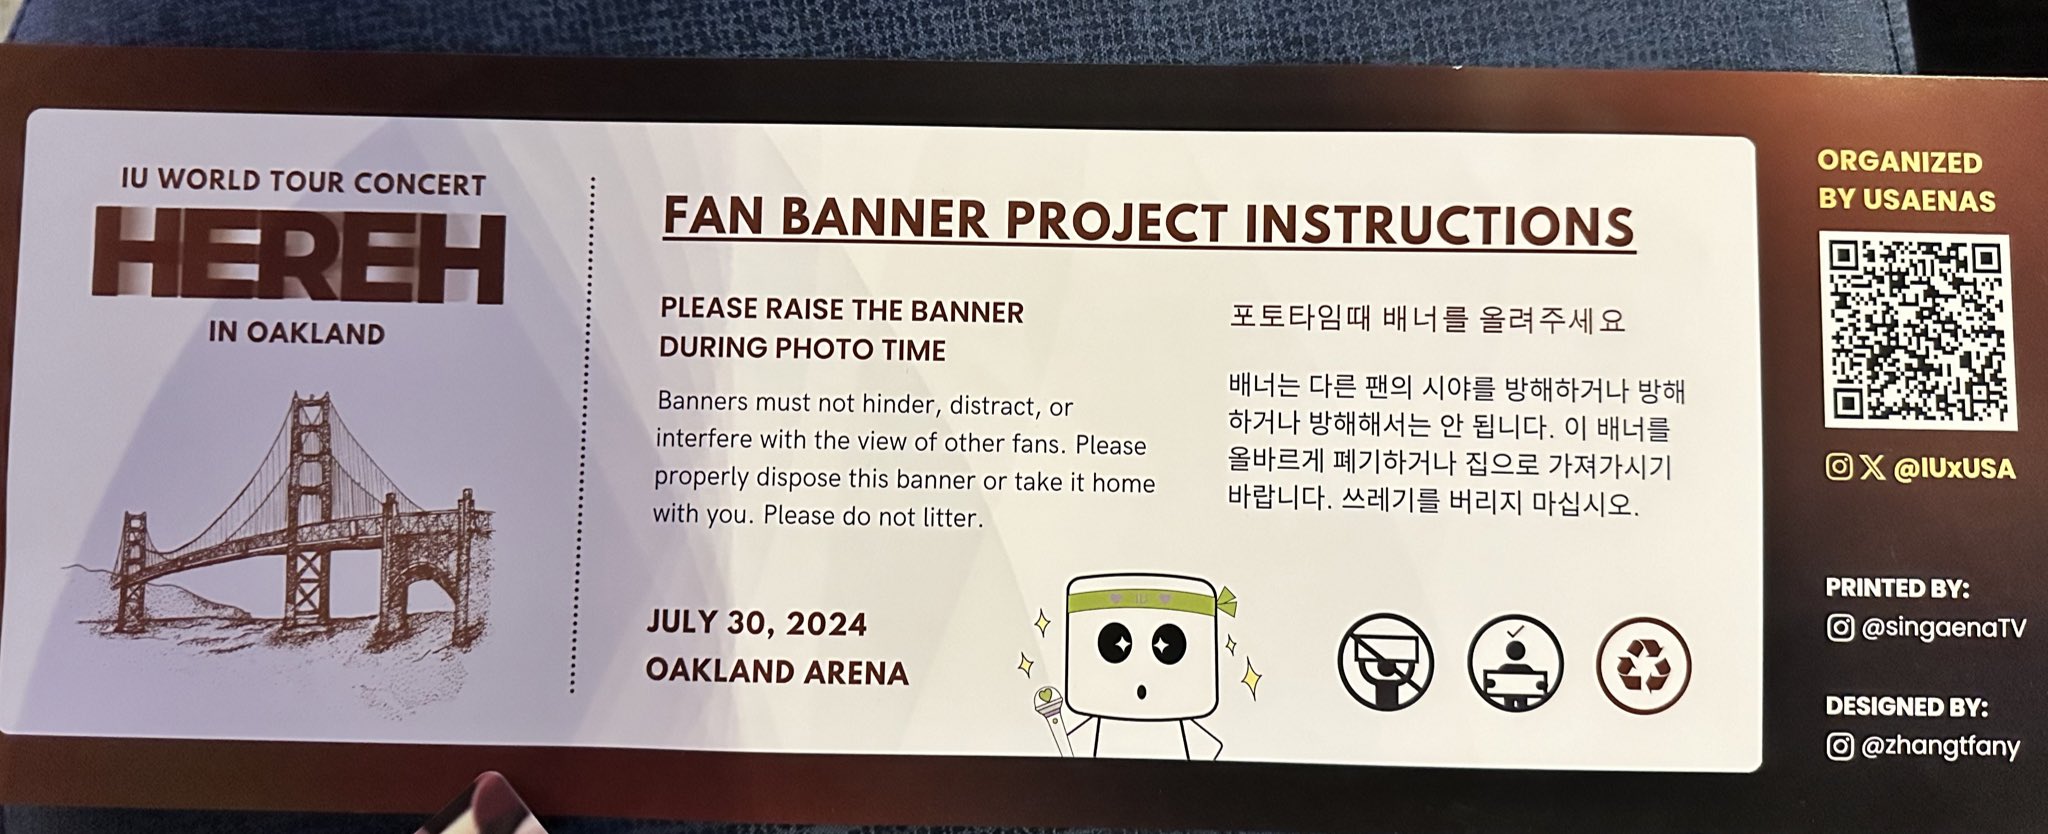 IU WORLD TOUR CONCERT
HEREH
IN OAKLAND
FAN BANNER PROJECT INSTRUCTIONS
PLEASE RAISE THE BANNER
DURING PHOTO TIME
Banners must not hinder, distract, or
interfere with the view of other fans. Please
properly dispose this banner or take it home
with you. Please do not litter.
포토타임때 배너를 올려주세요
배너는 다른 팬의 시야를 방해하거나 방해
하거나 방해해서는 안 됩니다. 이 배너를
올바르게 폐기하거나 집으로 가져가시기
바랍니다. 쓰레기를 버리지 마십시오.
JULY 30, 2024
OAKLAND ARENA
IU
ORGANIZED
BY USAENAS
@IUxUSA
PRINTED BY:
@singaenaTV
DESIGNED BY:
@zhangtfany